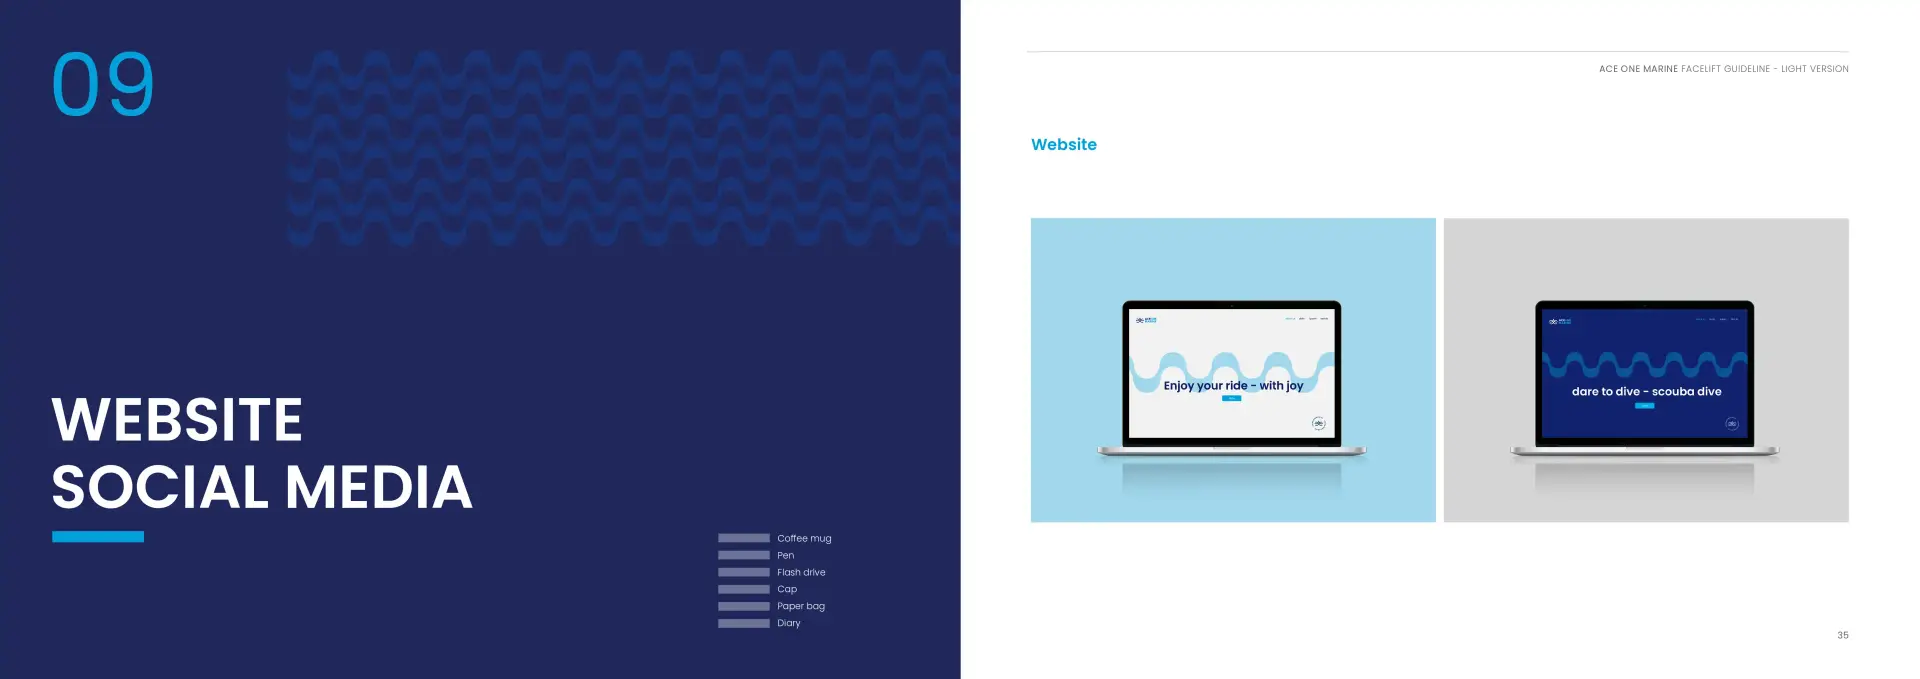 09
WEBSITE
SOCIAL MEDIA
Coffee mug
Pen
Flash drive
Cap
Paper bag
Diary
ACE ONE MARINE FACELIFT GUIDELINE - LIGHT VERSION
Website
Enjoy your ride - with joy
dare to dive - scouba dive
35